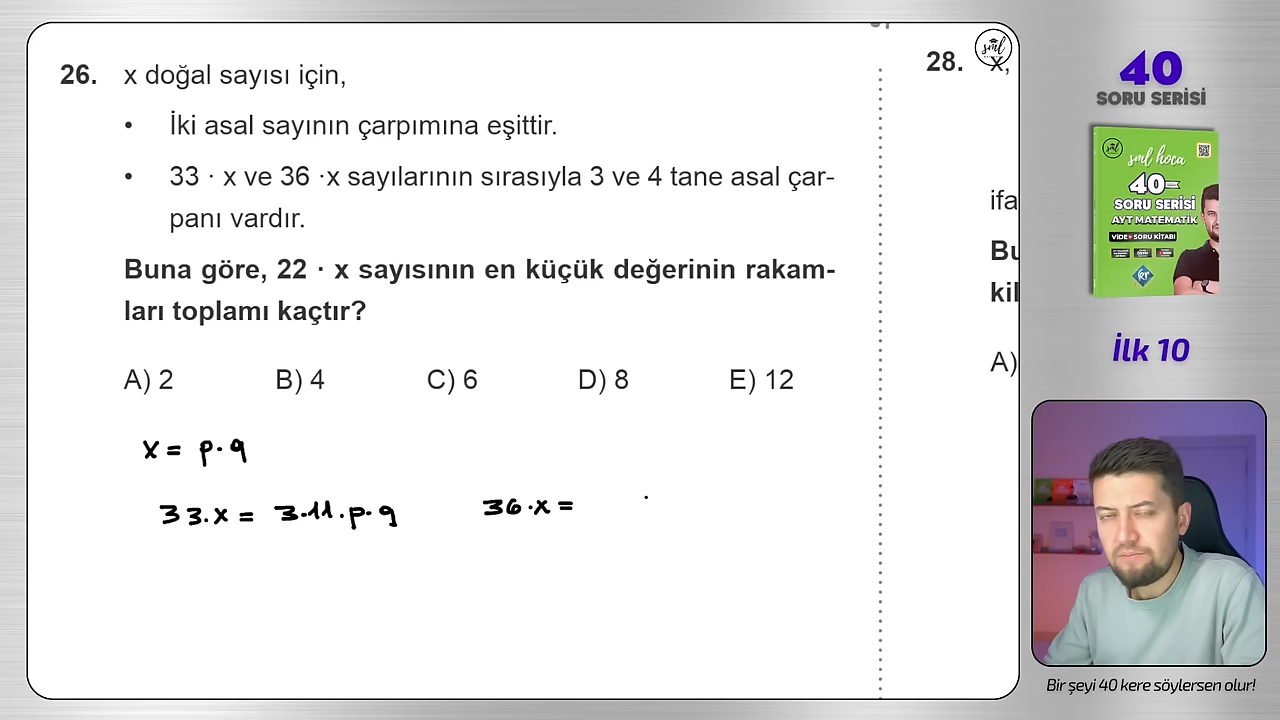 26. x doğal sayısı için,
• İki asal sayının çarpımına eşittir.
• 33 · x ve 36 ·x sayılarının sırasıyla 3 ve 4 tane asal çar-
panı vardır.
Buna göre, 22 · x sayısının en küçük değerinin rakam-
ları toplamı kaçtır?
A) 2 B) 4 C) 6 D) 8 E) 12
x = p·q
33.x = 3.11.p.q
36.x =
28. x,
ifa
Bu
kil
A)
sml
40
SORU SERİSİ
sml hoca
40
SORU SERİSİ
AYT MATEMATİK
VİDEO SORU KİTABI
İlk 10
Bir şeyi 40 kere söylersen olur!